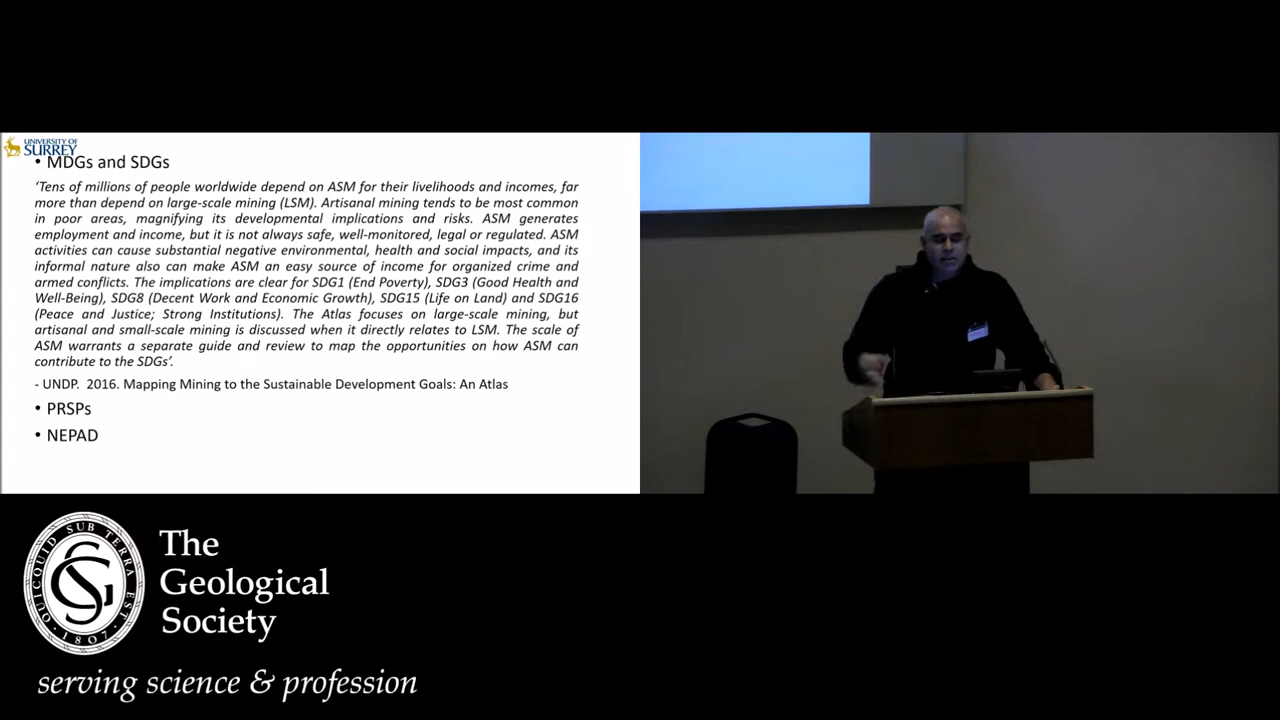 UNIVERSITY OF
SURREY
• MDGs and SDGs
‘Tens of millions of people worldwide depend on ASM for their livelihoods and incomes, far
more than depend on large-scale mining (LSM). Artisanal mining tends to be most common
in poor areas, magnifying its developmental implications and risks. ASM generates
employment and income, but it is not always safe, well-monitored, legal or regulated. ASM
activities can cause substantial negative environmental, health and social impacts, and its
informal nature also can make ASM an easy source of income for organized crime and
armed conflicts. The implications are clear for SDG1 (End Poverty), SDG3 (Good Health and
Well-Being), SDG8 (Decent Work and Economic Growth), SDG15 (Life on Land) and SDG16
(Peace and Justice; Strong Institutions). The Atlas focuses on large-scale mining, but
artisanal and small-scale mining is discussed when it directly relates to LSM. The scale of
ASM warrants a separate guide and review to map the opportunities on how ASM can
contribute to the SDGs’.
- UNDP. 2016. Mapping Mining to the Sustainable Development Goals: An Atlas
• PRSPs
• NEPAD
QUICQUID SUB TERRA EST
· 1807 ·
The
Geological
Society
serving science & profession